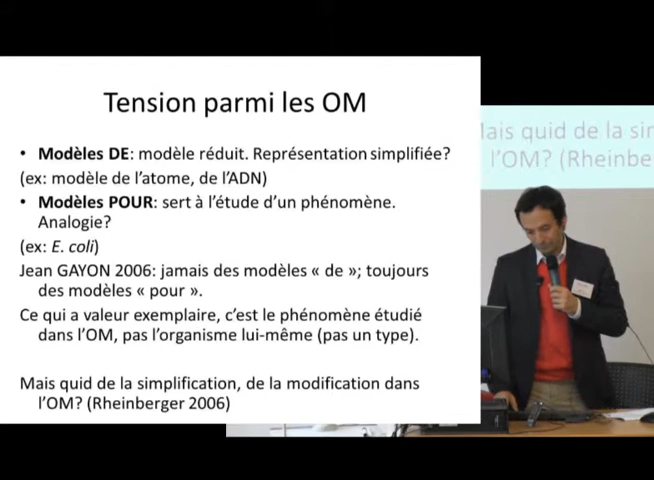 Tension parmi les OM
• Modèles DE: modèle réduit. Représentation simplifiée?
(ex: modèle de l'atome, de l'ADN)
• Modèles POUR: sert à l'étude d'un phénomène.
Analogie?
(ex: E. coli)
Jean GAYON 2006: jamais des modèles « de »; toujours
des modèles « pour ».
Ce qui a valeur exemplaire, c'est le phénomène étudié
dans l'OM, pas l'organisme lui-même (pas un type).
Mais quid de la simplification, de la modification dans
l'OM? (Rheinberger 2006)
lais quid de la sin
l'OM? (Rheinbe